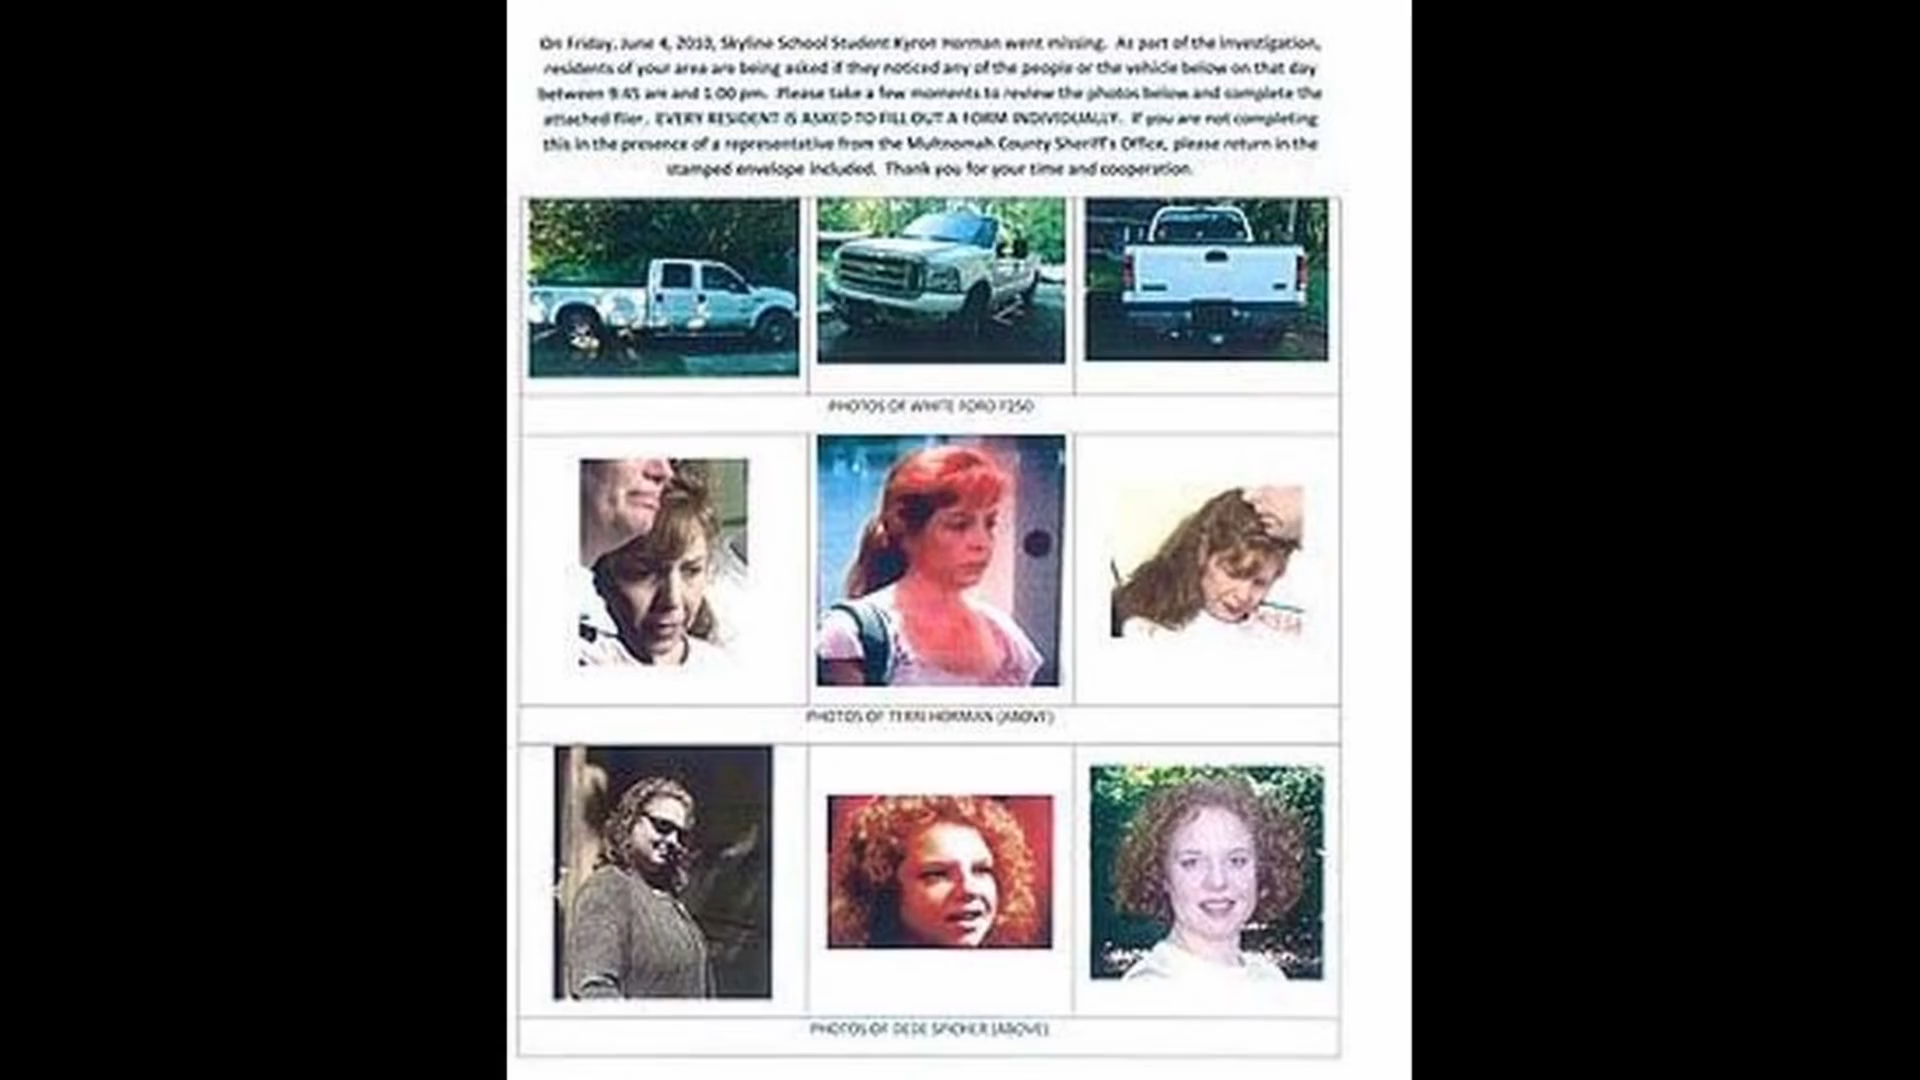 On Friday, June 4, 2010, Skyline School Student Kyron Horman went missing. As part of the investigation,
residents of your area are being asked if they noticed any of the people or the vehicle below on that day
between 9:45 am and 1:00 pm. Please take a few moments to review the photos below and complete the
attached flier. EVERY RESIDENT IS ASKED TO FILL OUT A FORM INDIVIDUALLY. If you are not completing
this in the presence of a representative from the Multnomah County Sheriff's Office, please return in the
stamped envelope included. Thank you for your time and cooperation.
PHOTOS OF WHITE FORD F250
PHOTOS OF TERRI HORMAN (ABOVE)
PHOTOS OF DEDE SPICHER (ABOVE)